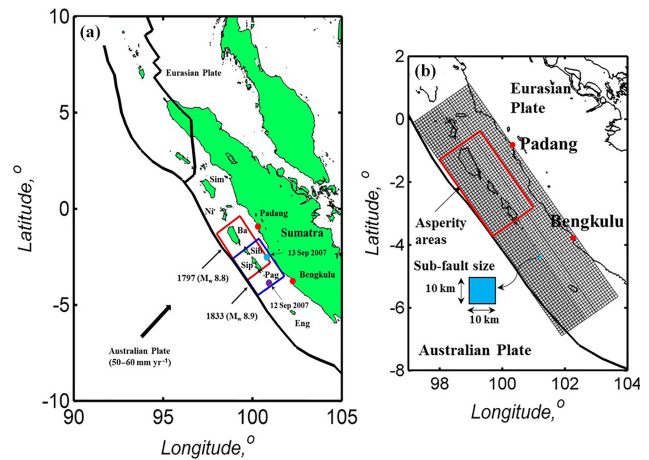 (a)
10
5
0
-5
-10
90
95
100
105
Latitude,°
Longitude,°
Eurasian Plate
Sim
Ni
Ba
Padang
Sumatra
Sib
13 Sep 2007
Sip
Pag
Bengkulu
1797 (Mw 8.8)
1833 (Mw 8.9)
12 Sep 2007
Eng
Australian Plate
(50–60 mm yr-1)
(b)
2
0
-2
-4
-6
-8
97
98
100
102
104
Latitude,°
Longitude,°
Eurasian
Plate
Padang
Asperity
areas
Bengkulu
Sub-fault size
10 km
10 km
Australian Plate